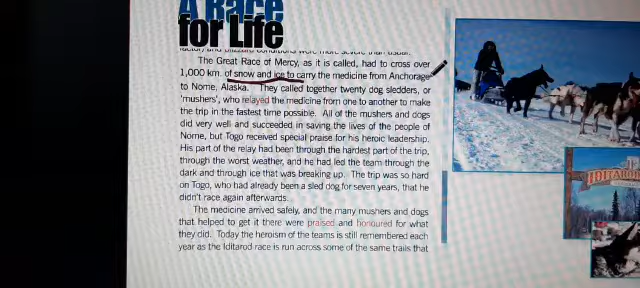 A Race
for Life
The Great Race of Mercy, as it is called, had to cross over
1,000 km. of snow and ice to carry the medicine from Anchorage
to Nome, Alaska. They called together twenty dog sledders, or
'mushers', who relayed the medicine from one to another to make
the trip in the fastest time possible. All of the mushers and dogs
did very well and succeeded in saving the lives of the people of
Nome, but Togo received special praise for his heroic leadership.
His part of the relay had been through the hardest part of the trip,
through the worst weather, and he had led the team through the
dark and through ice that was breaking up. The trip was so hard
on Togo, who had already been a sled dog for seven years, that he
didn't race again afterwards.
The medicine arrived safely, and the many mushers and dogs
that helped to get it there were praised and honoured for what
they did. Today the heroism of the teams is still remembered each
year as the Iditarod race is run across some of the same trails that
IDITAROD